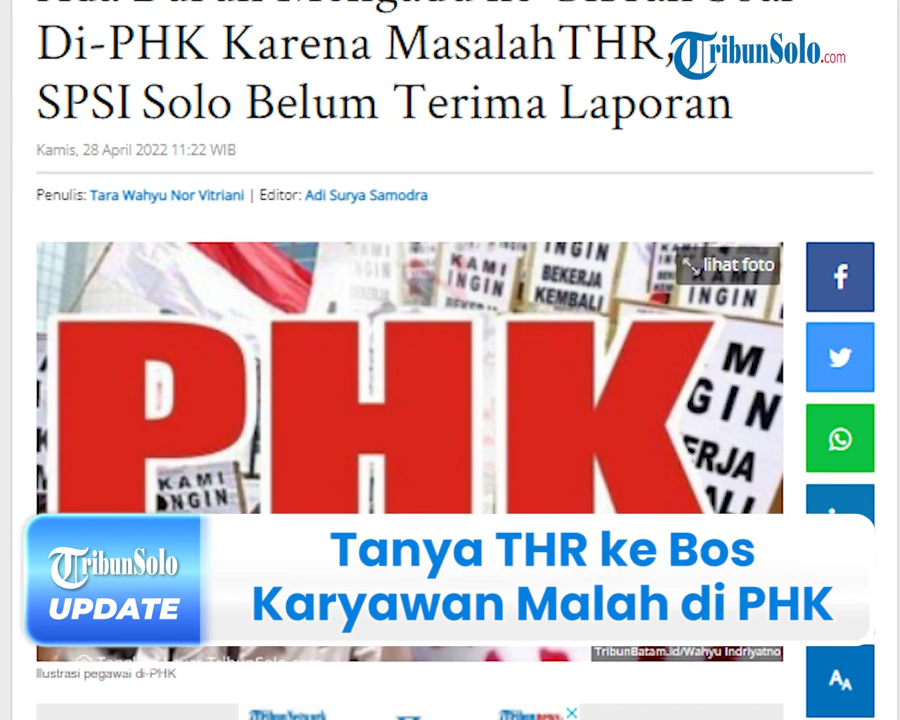 Di-PHK Karena Masalah THR,
TribunSolo.com
SPSI Solo Belum Terima Laporan
Kamis, 28 April 2022 11:22 WIB
Penulis: Tara Wahyu Nor Vitriani | Editor: Adi Surya Samodra
lihat foto
KAMI
INGIN
INGIN
BEKERJA
KEMBALI
KAMI
INGIN
PHK
KAMI
INGIN
TribunSolo
UPDATE
Tanya THR ke Bos
Karyawan Malah di PHK
TribunBatam.id/Wahyu Indriyatno
Ilustrasi pegawai di-PHK
AA